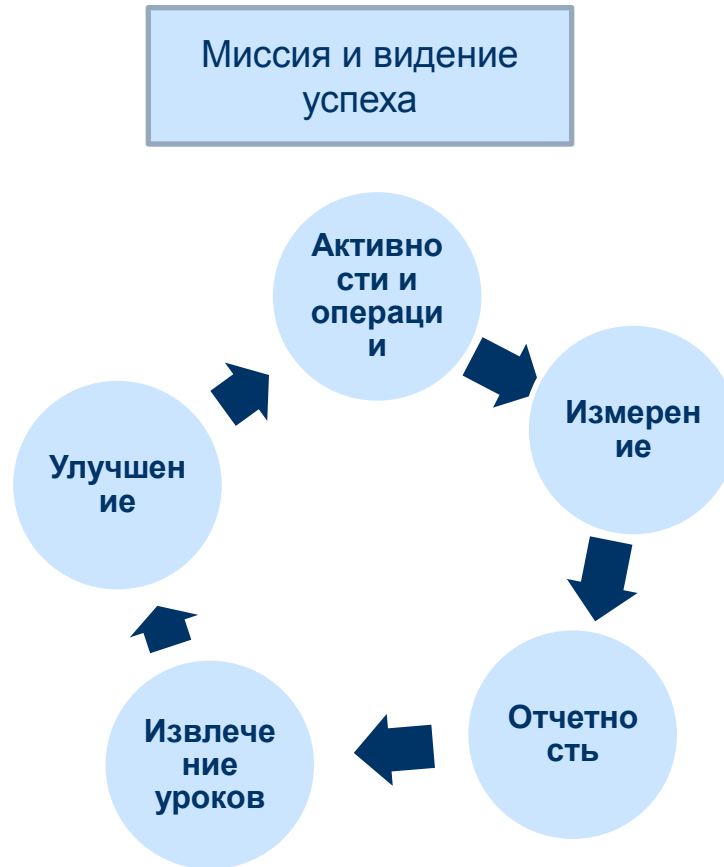 Миссия и видение
успеха
Активно
сти и
операци
и
Измерен
ие
Отчетно
сть
Извлече
ние
уроков
Улучшен
ие